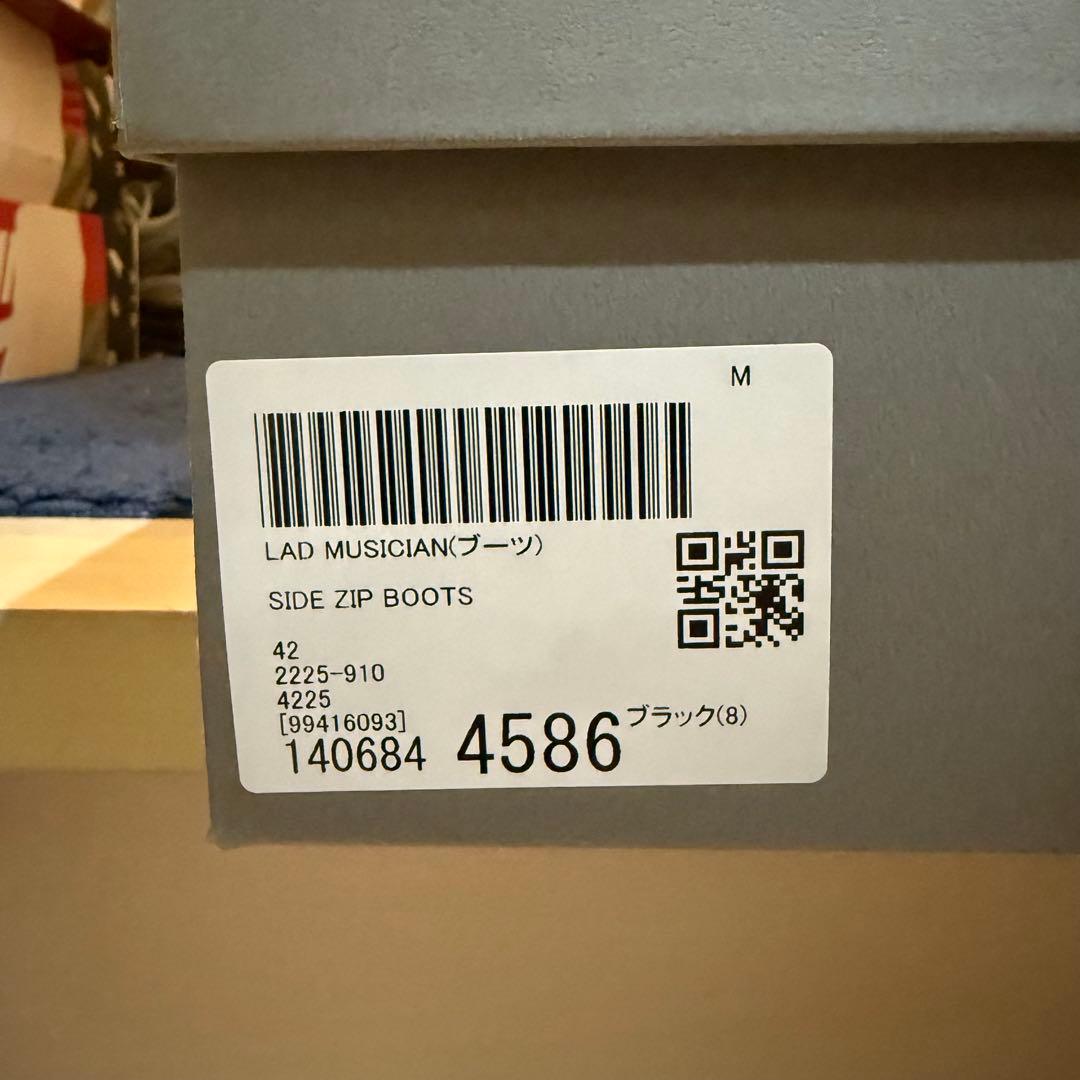 M
LAD MUSICIAN(ブーツ)
SIDE ZIP BOOTS
42
2225-910
4225
[99416093]
140684 4586 ブラック(8)